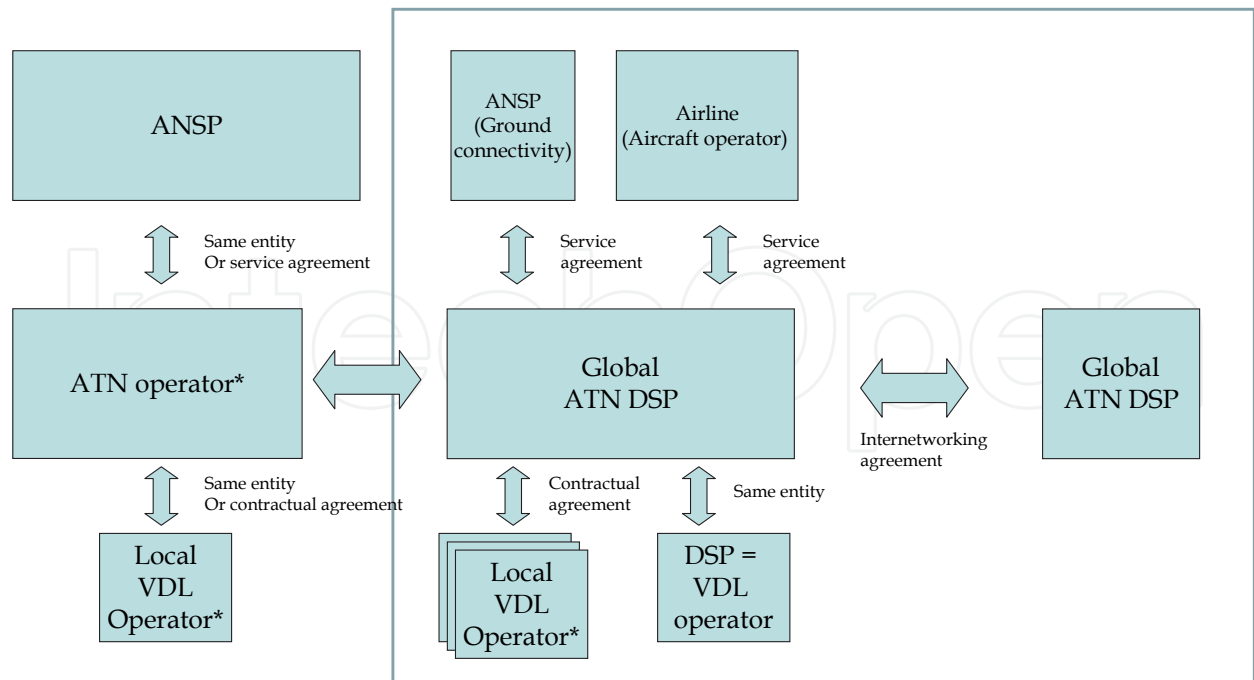 ANSP
ANSP
(Ground
connectivity)
Airline
(Aircraft operator)
Same entity
Or service agreement
Service
agreement
Service
agreement
IntechOpen
ATN operator*
Global
ATN DSP
Internetworking
agreement
Global
ATN DSP
Same entity
Or contractual agreement
Contractual
agreement
Same entity
Local
VDL
Operator*
Local
VDL
Operator*
DSP =
VDL
operator